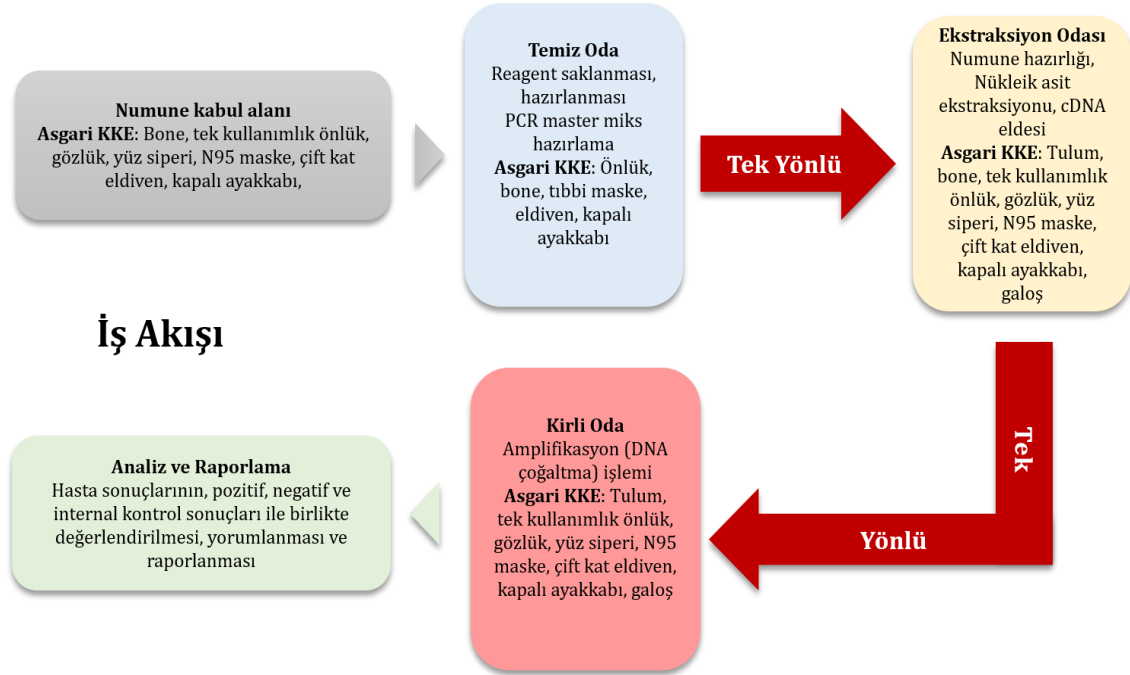 Numune kabul alanı
Asgari KKE: Bone, tek kullanımlık önlük,
gözlük, yüz siperi, N95 maske, çift kat
eldiven, kapalı ayakkabı,
Temiz Oda
Reagent saklanması,
hazırlanması
PCR master miks
hazırlama
Asgari KKE: Önlük,
bone, tıbbi maske,
eldiven, kapalı
ayakkabı
Tek Yönlü
Ekstraksiyon Odası
Numune hazırlığı,
Nükleik asit
ekstraksiyonu, cDNA
eldesi
Asgari KKE: Tulum,
bone, tek kullanımlık
önlük, gözlük, yüz
siperi, N95 maske,
çift kat eldiven,
kapalı ayakkabı,
galoş
İş Akışı
Tek
Yönlü
Kirli Oda
Amplifikasyon (DNA
çoğaltma) işlemi
Asgari KKE: Tulum,
tek kullanımlık önlük,
gözlük, yüz siperi, N95
maske, çift kat eldiven,
kapalı ayakkabı, galoş
Analiz ve Raporlama
Hasta sonuçlarının, pozitif, negatif ve
internal kontrol sonuçları ile birlikte
değerlendirilmesi, yorumlanması ve
raporlanması